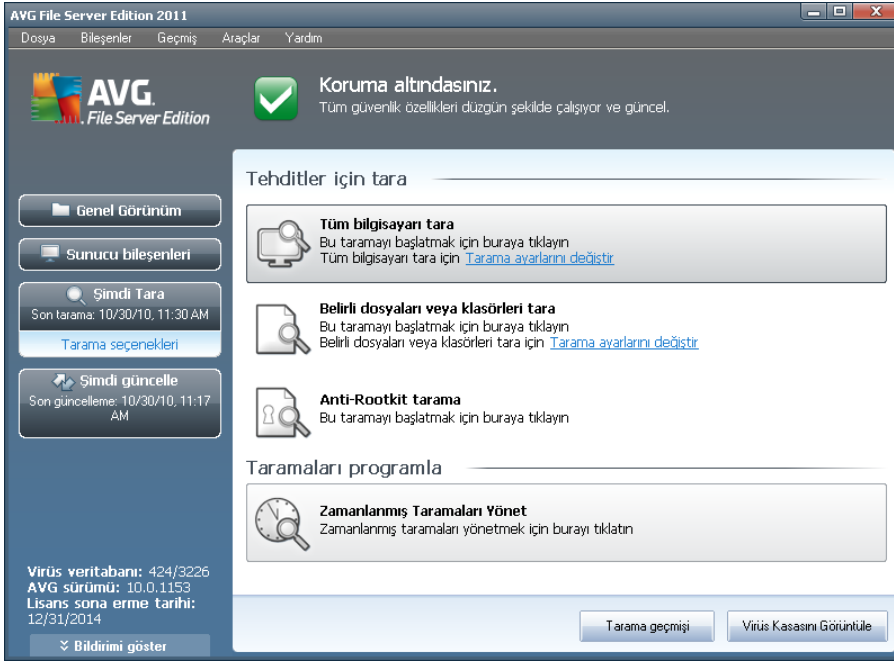 AVG File Server Edition 2011
Dosya Bileşenler Geçmiş Araçlar Yardım
AVG.
File Server Edition
Koruma altındasınız.
Tüm güvenlik özellikleri düzgün şekilde çalışıyor ve güncel.
Genel Görünüm
Sunucu bileşenleri
Şimdi Tara
Son tarama: 10/30/10, 11:30 AM
Tarama seçenekleri
Şimdi güncelle
Son güncelleme: 10/30/10, 11:17
AM
Virüs veritabanı: 424/3226
AVG sürümü: 10.0.1153
Lisans sona erme tarihi:
12/31/2014
Bildirimi göster
Tehditler için tara
Tüm bilgisayarı tara
Bu taramayı başlatmak için buraya tıklayın
Tüm bilgisayarı tara için Tarama ayarlarını değiştir
Belirli dosyaları veya klasörleri tara
Bu taramayı başlatmak için buraya tıklayın
Belirli dosyaları veya klasörleri tara için Tarama ayarlarını değiştir
Anti-Rootkit tarama
Bu taramayı başlatmak için buraya tıklayın
Taramaları programla
Zamanlanmış Taramaları Yönet
Zamanlanmış taramaları yönetmek için burayı tıklatın
Tarama geçmişi
Virüs Kasasını Görüntüle